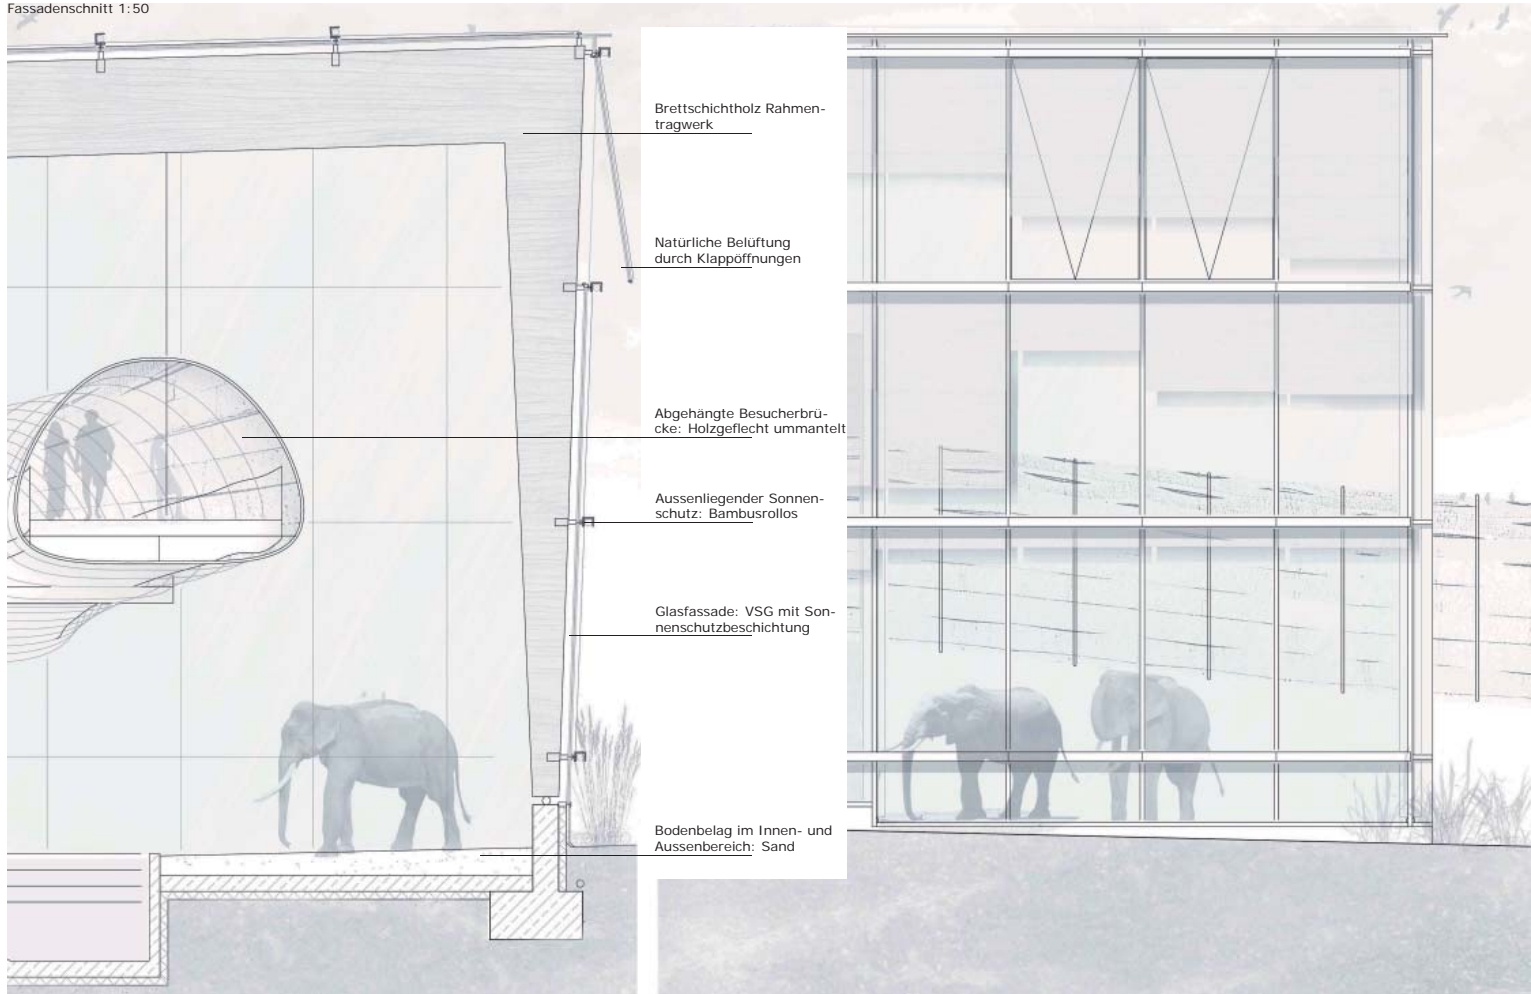 Fassadenschnitt 1:50
Brettschichtholz Rahmen-
tragwerk
Natürliche Belüftung
durch Klappöffnungen
Abgehängte Besucherbrü-
cke: Holzgeflecht ummantelt
Aussenliegender Sonnen-
schutz: Bambusrollos
Glasfassade: VSG mit Son-
nenschutzbeschichtung
Bodenbelag im Innen- und
Aussenbereich: Sand